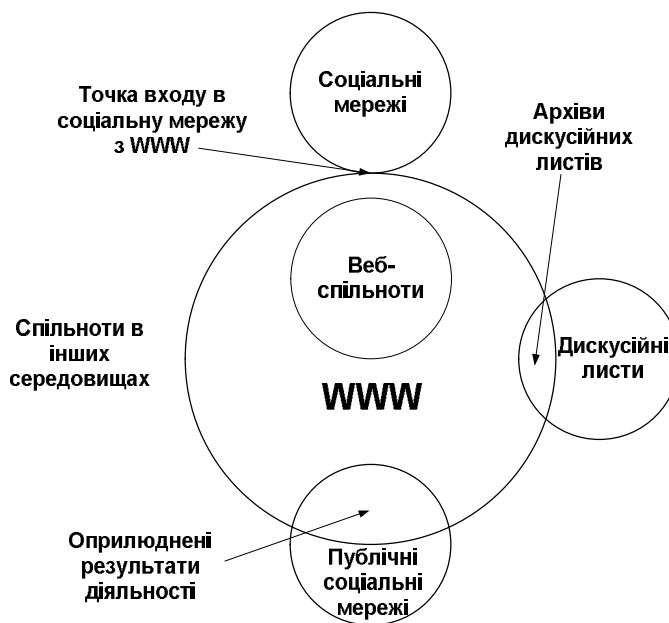 Соціальні
мережі
Точка входу в
соціальну мережу
з WWW
Архіви
дискусійних
листів
Веб-
спільноти
Спільноти в
інших
середовищах
Дискусійні
листи
WWW
Оприлюднені
результати
діяльності
Публічні
соціальні
мережі